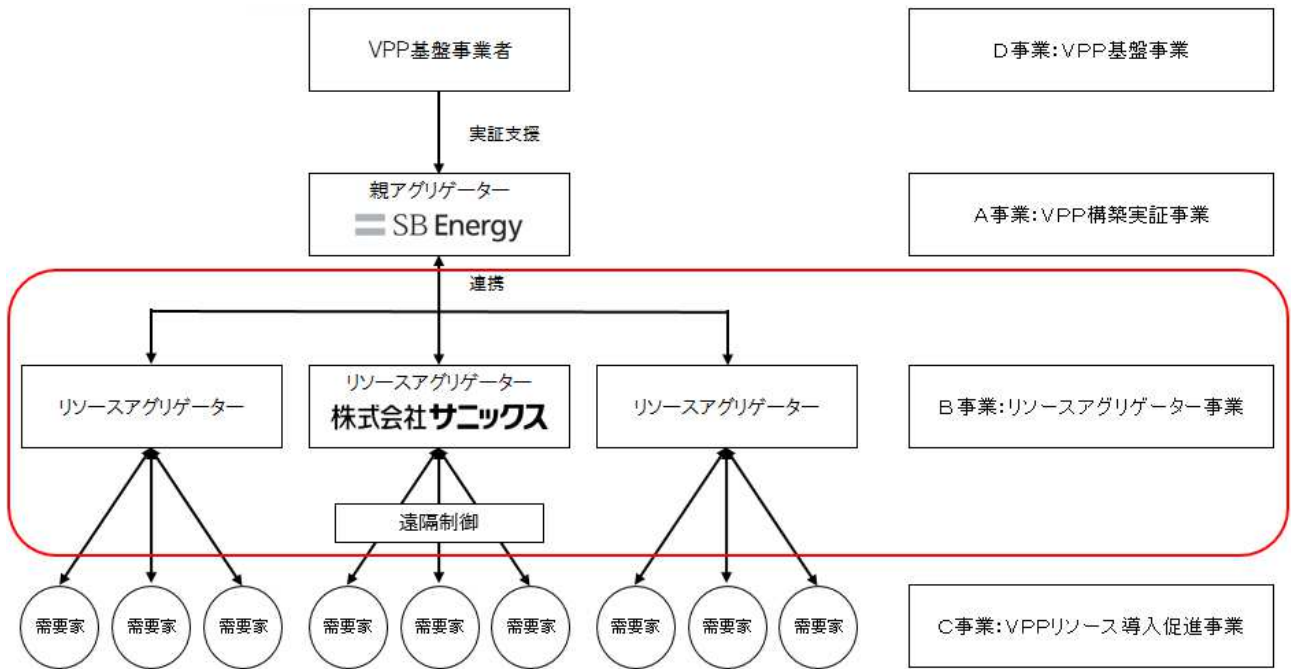 VPP基盤事業者
D事業:VPP基盤事業
実証支援
親アグリゲーター
SB Energy
A事業:VPP構築実証事業
連携
リソースアグリゲーター
リソースアグリゲーター
株式会社サニックス
リソースアグリゲーター
B事業:リソースアグリゲーター事業
遠隔制御
需要家
需要家
需要家
需要家
需要家
需要家
需要家
需要家
需要家
C事業:VPPリソース導入促進事業